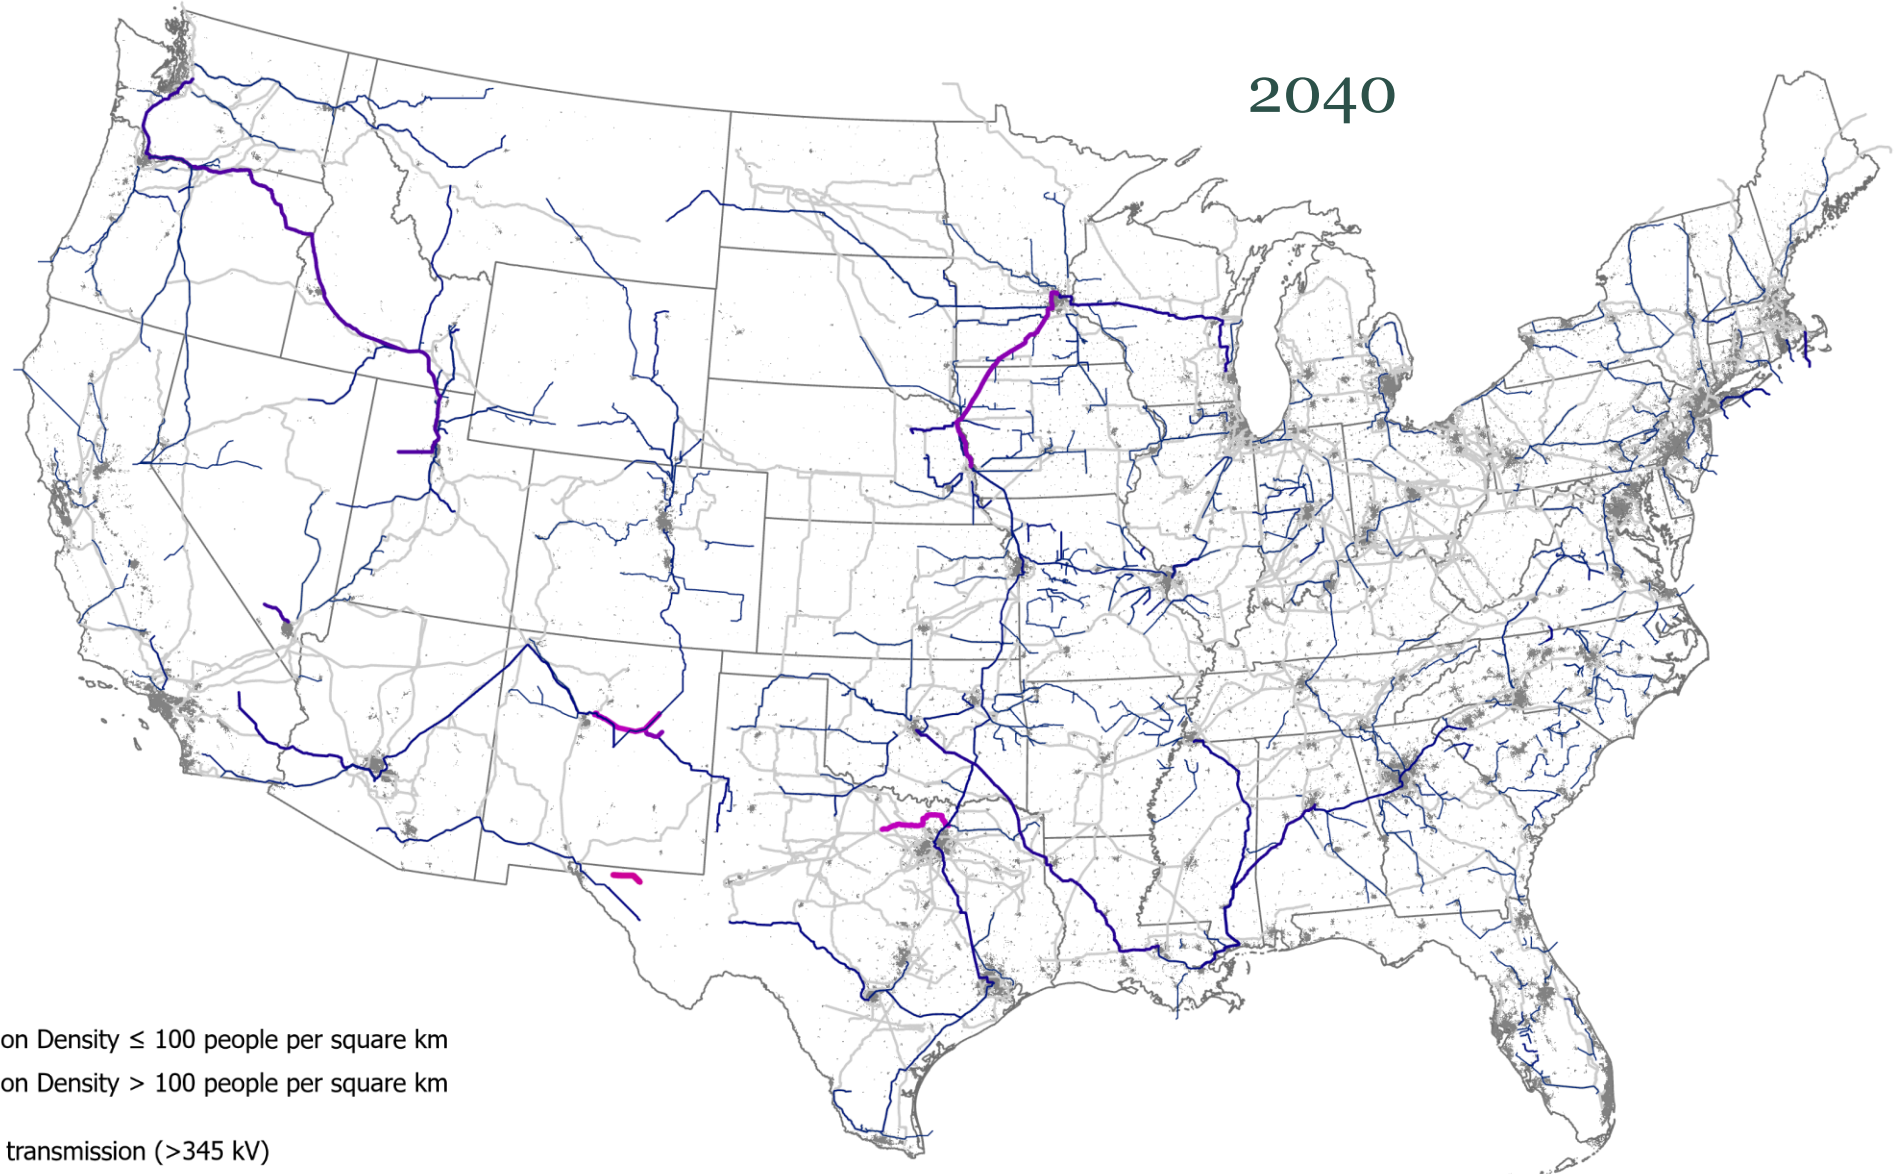 2040
on Density ≤ 100 people per square km
on Density > 100 people per square km
transmission (>345 kV)